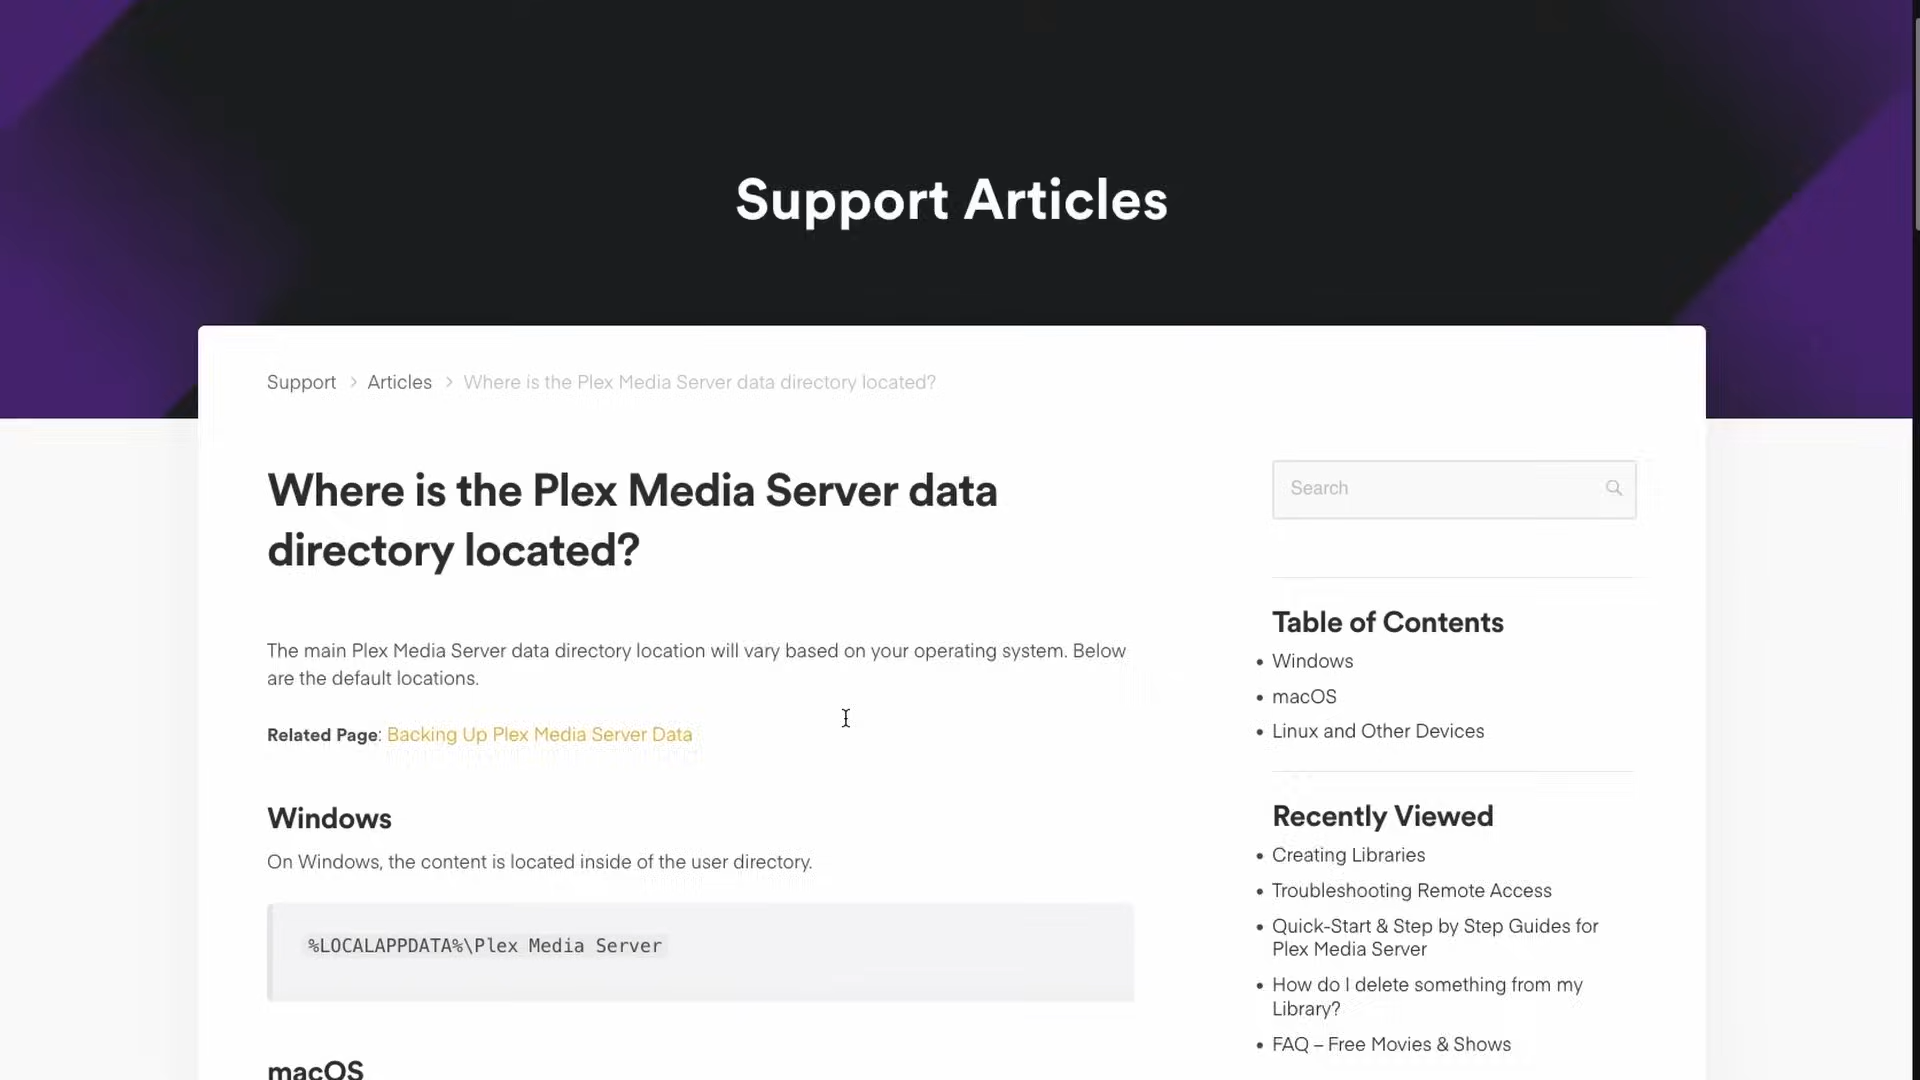 Support Articles
Support > Articles > Where is the Plex Media Server data directory located?
Where is the Plex Media Server data
directory located?
The main Plex Media Server data directory location will vary based on your operating system. Below
are the default locations.
Related Page: Backing Up Plex Media Server Data
Windows
On Windows, the content is located inside of the user directory.
%LOCALAPPDATA%\Plex Media Server
macOS
Search
Table of Contents
• Windows
• macOS
• Linux and Other Devices
Recently Viewed
• Creating Libraries
• Troubleshooting Remote Access
• Quick-Start & Step by Step Guides for
Plex Media Server
• How do I delete something from my
Library?
• FAQ – Free Movies & Shows